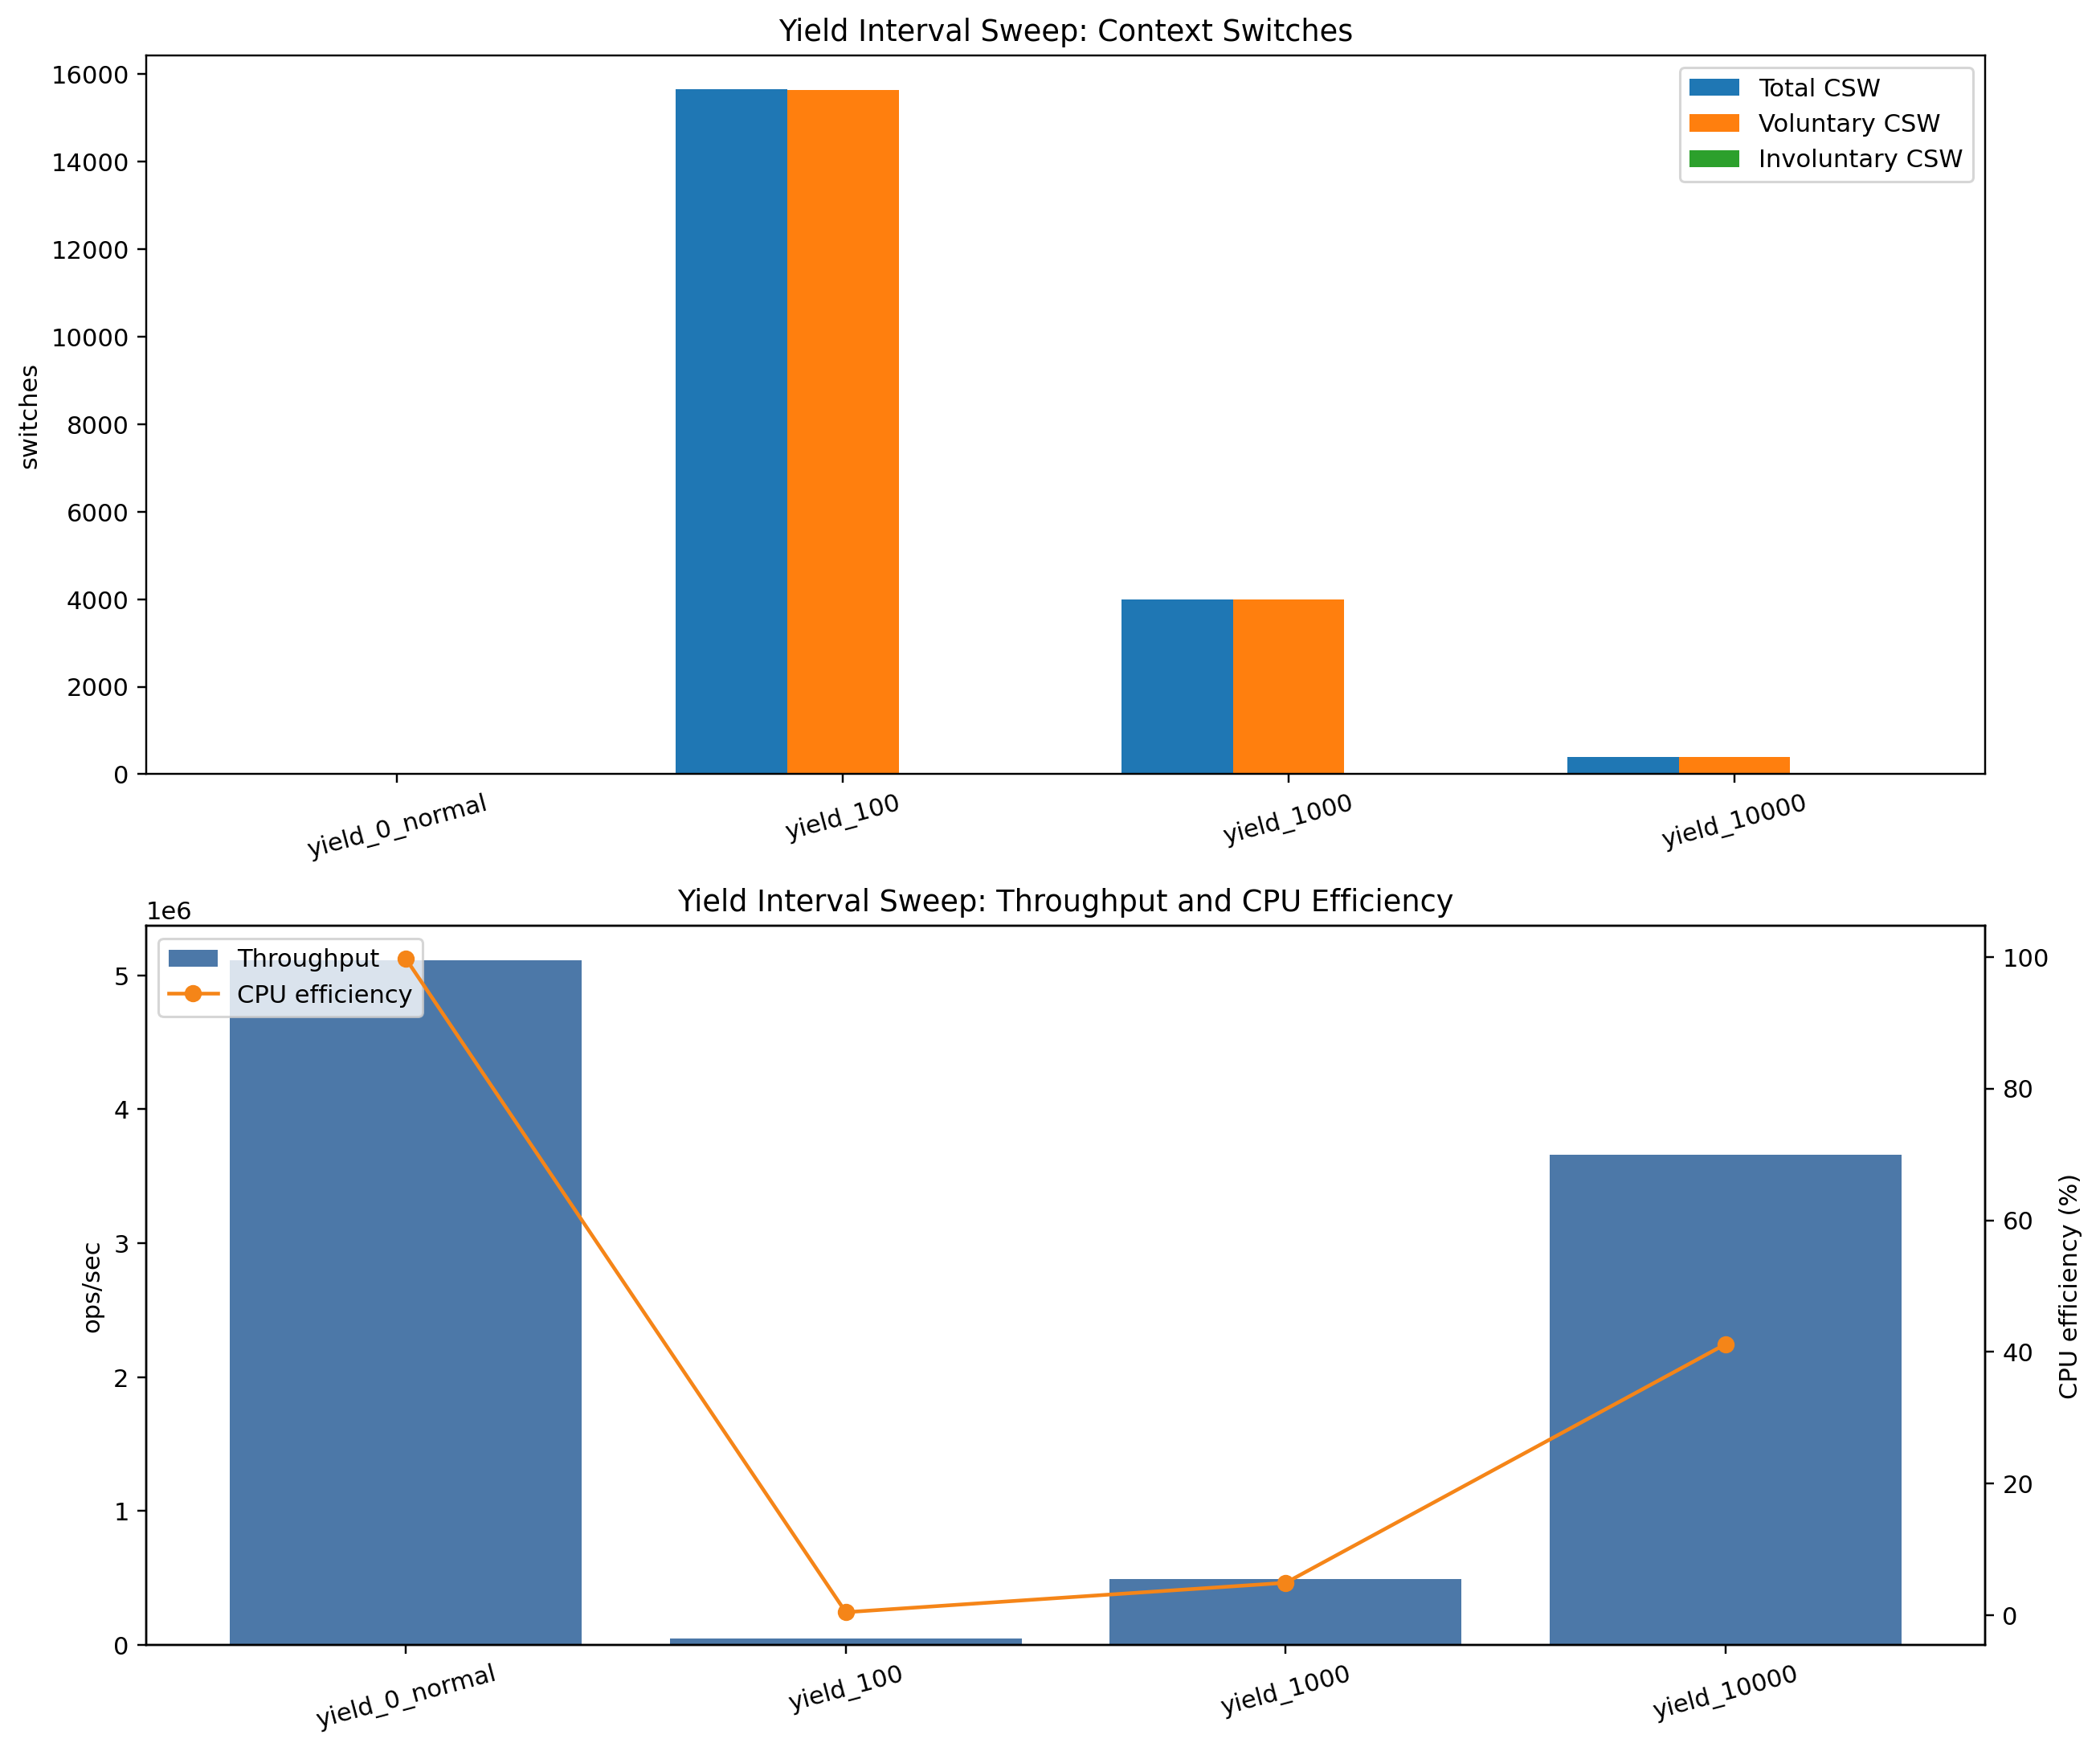 Yield Interval Sweep: Context Switches
16000
14000
12000
10000
8000
6000
4000
2000
0
switches
Total CSW
Voluntary CSW
Involuntary CSW
yield_0_normal
yield_100
yield_1000
yield_10000
Yield Interval Sweep: Throughput and CPU Efficiency
1e6
5
4
3
2
1
0
ops/sec
Throughput
CPU efficiency
100
80
60
40
20
0
CPU efficiency (%)
yield_0_normal
yield_100
yield_1000
yield_10000